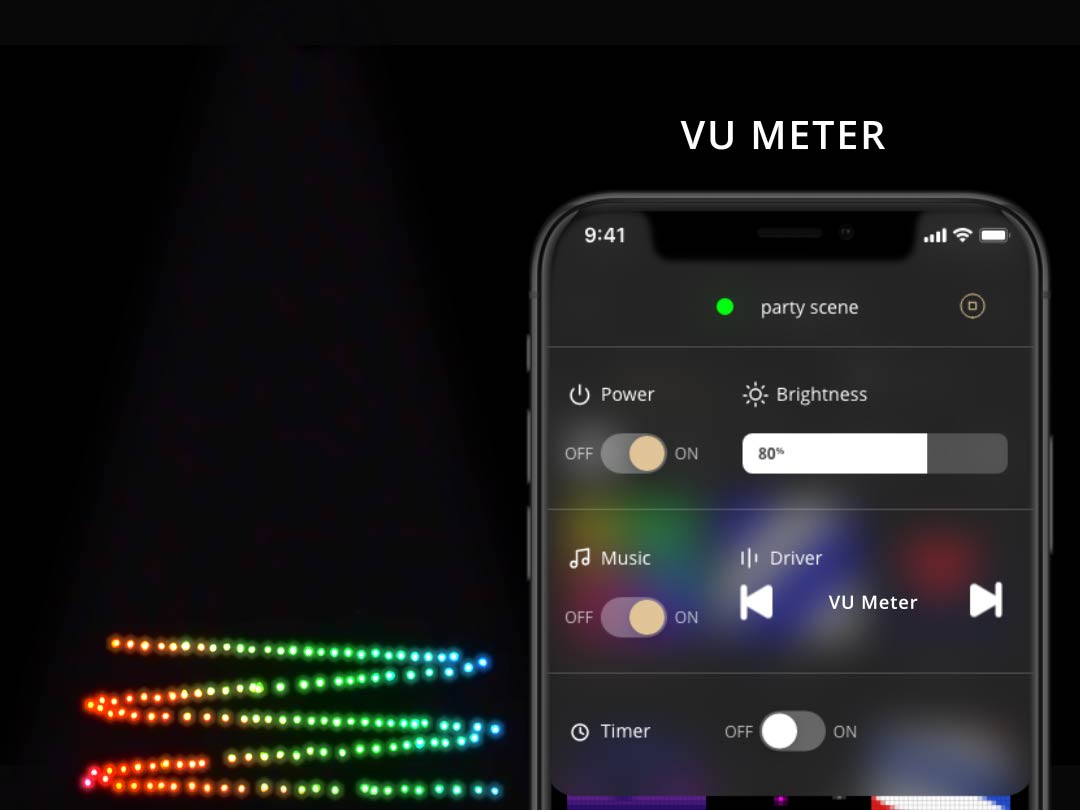 VU METER
9:41
party scene
Power
Brightness
OFF ON
80%
Music
Driver
OFF ON
VU Meter
Timer
OFF ON